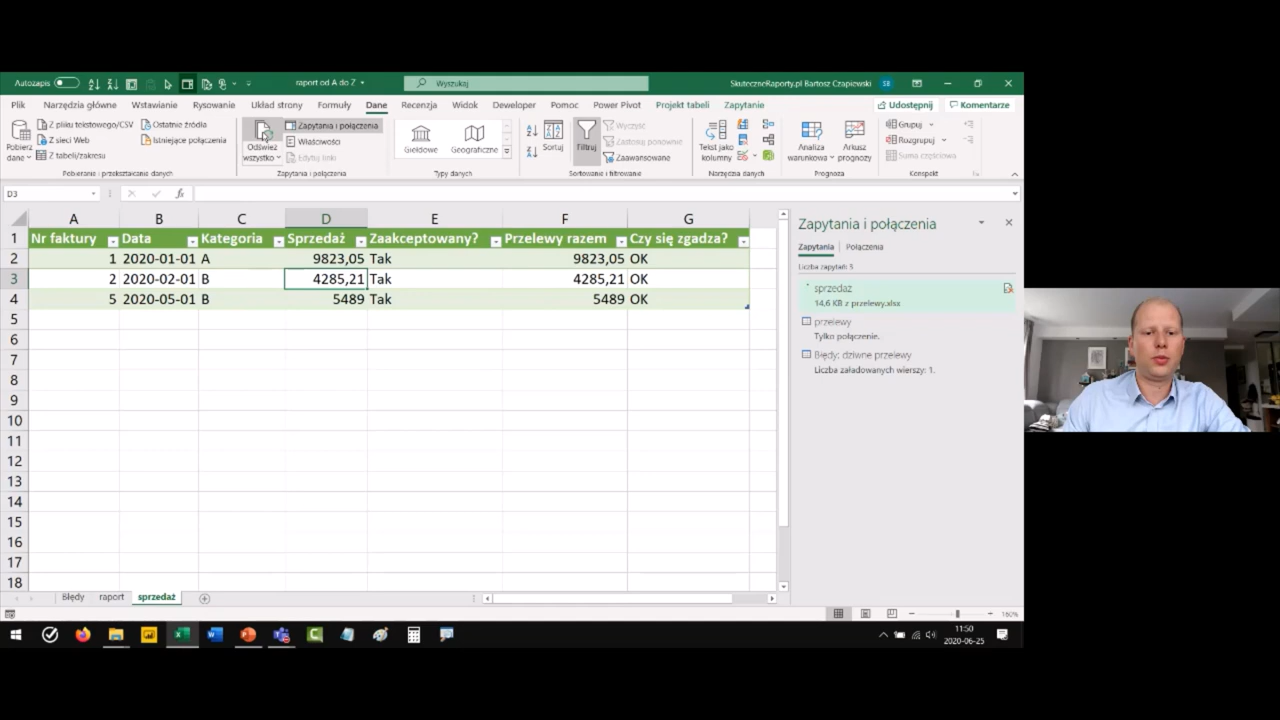 Autozapis
raport od A do Z
Wyszukaj
SkuteczneRaporty.pl Bartosz Czapiewski
SB
Plik Narzędzia główne Wstawianie Rysowanie Układ strony Formuły Dane Recenzja Widok Developer Pomoc Power Pivot Projekt tabeli Zapytanie Udostępnij Komentarze
Pobierz dane
Z pliku tekstowego/CSV
Z sieci Web
Z tabeli/zakresu
Ostatnie źródła
Istniejące połączenia
Pobieranie i przekształcanie danych
Odśwież wszystko
Zapytania i połączenia
Właściwości
Edytuj linki
Zapytania i połączenia
Giełdowe
Geograficzne
Typy danych
Sortuj
Filtruj
Wyczyść
Zastosuj ponownie
Zaawansowane
Sortowanie i filtrowanie
Tekst jako kolumny
Narzędzia danych
Analiza warunkowa
Arkusz prognozy
Prognoza
Grupuj
Rozgrupuj
Suma częściowa
Konspekt
D3
fx
A B C D E F G
1 Nr faktury Data Kategoria Sprzedaż Zaakceptowany? Przelewy razem Czy się zgadza?
2 1 2020-01-01 A 9823,05 Tak 9823,05 OK
3 2 2020-02-01 B 4285,21 Tak 4285,21 OK
4 5 2020-05-01 B 5489 Tak 5489 OK
5
6
7
8
9
10
11
12
13
14
15
16
17
18
Zapytania i połączenia
Zapytania Połączenia
sprzedaż
14,6 KB z przelewy.xlsx
przelewy
Tylko połączenie.
Błędy: dziwne przelewy
Liczba załadowanych wierszy: 1.
Błędy raport sprzedaż
160%
11:50
2020-06-25